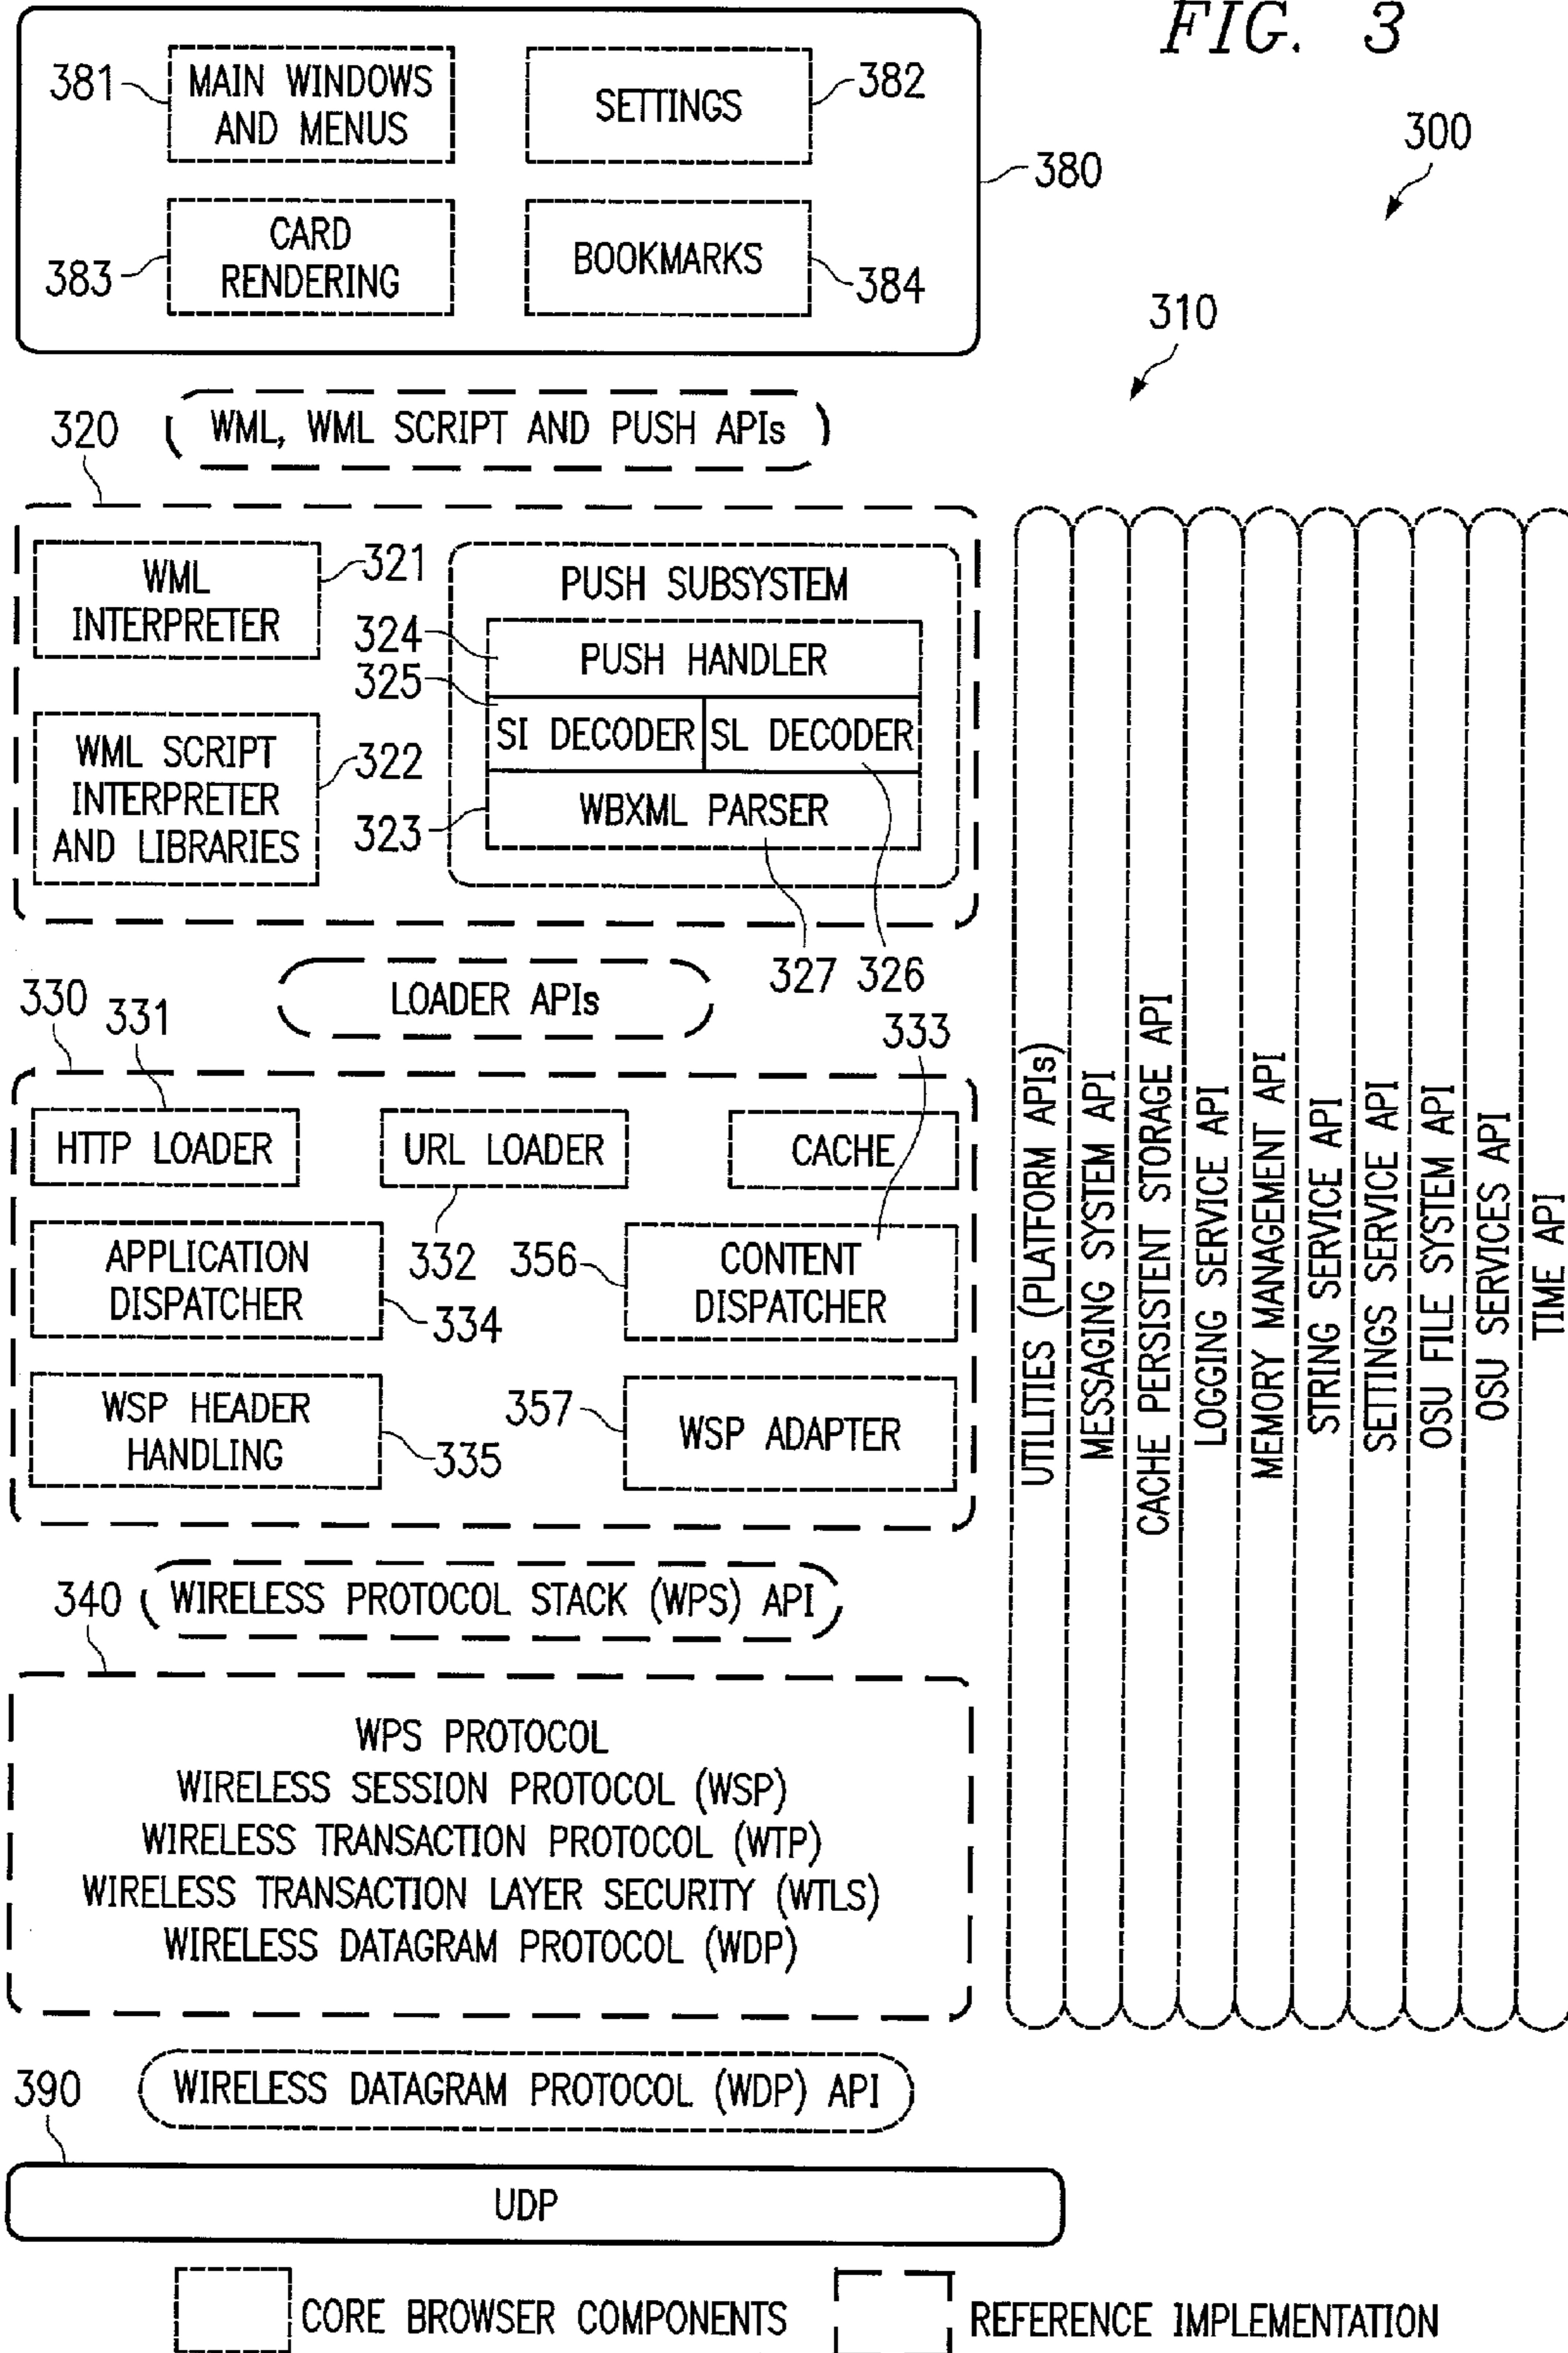 FIG. 3
300
310
380
381
MAIN WINDOWS
AND MENUS
SETTINGS
382
383
CARD
RENDERING
BOOKMARKS
384
WML, WML SCRIPT AND PUSH APIs
320
WML
INTERPRETER
321
WML SCRIPT
INTERPRETER
AND LIBRARIES
322
PUSH SUBSYSTEM
324
PUSH HANDLER
325
SI DECODER
SL DECODER
323
WBXML PARSER
327
326
LOADER APIs
330
331
333
HTTP LOADER
URL LOADER
CACHE
332
APPLICATION
DISPATCHER
334
356
CONTENT
DISPATCHER
WSP HEADER
HANDLING
335
357
WSP ADAPTER
UTILITIES (PLATFORM APIs)
MESSAGING SYSTEM API
CACHE PERSISTENT STORAGE API
LOGGING SERVICE API
MEMORY MANAGEMENT API
STRING SERVICE API
SETTINGS SERVICE API
OSU FILE SYSTEM API
OSU SERVICES API
TIME API
340
WIRELESS PROTOCOL STACK (WPS) API
WPS PROTOCOL
WIRELESS SESSION PROTOCOL (WSP)
WIRELESS TRANSACTION PROTOCOL (WTP)
WIRELESS TRANSACTION LAYER SECURITY (WTLS)
WIRELESS DATAGRAM PROTOCOL (WDP)
390
WIRELESS DATAGRAM PROTOCOL (WDP) API
UDP
CORE BROWSER COMPONENTS
REFERENCE IMPLEMENTATION